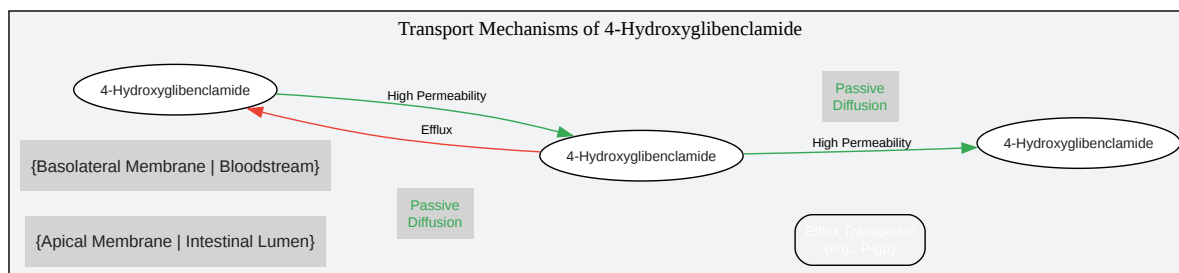 Transport Mechanisms of 4-Hydroxyglibenclamide
4-Hydroxyglibenclamide
High Permeability
Efflux
4-Hydroxyglibenclamide
Passive
Diffusion
High Permeability
4-Hydroxyglibenclamide
{Basolateral Membrane | Bloodstream}
Passive
Diffusion
{Apical Membrane | Intestinal Lumen}
Efflux Transporter
(e.g., P-gp)